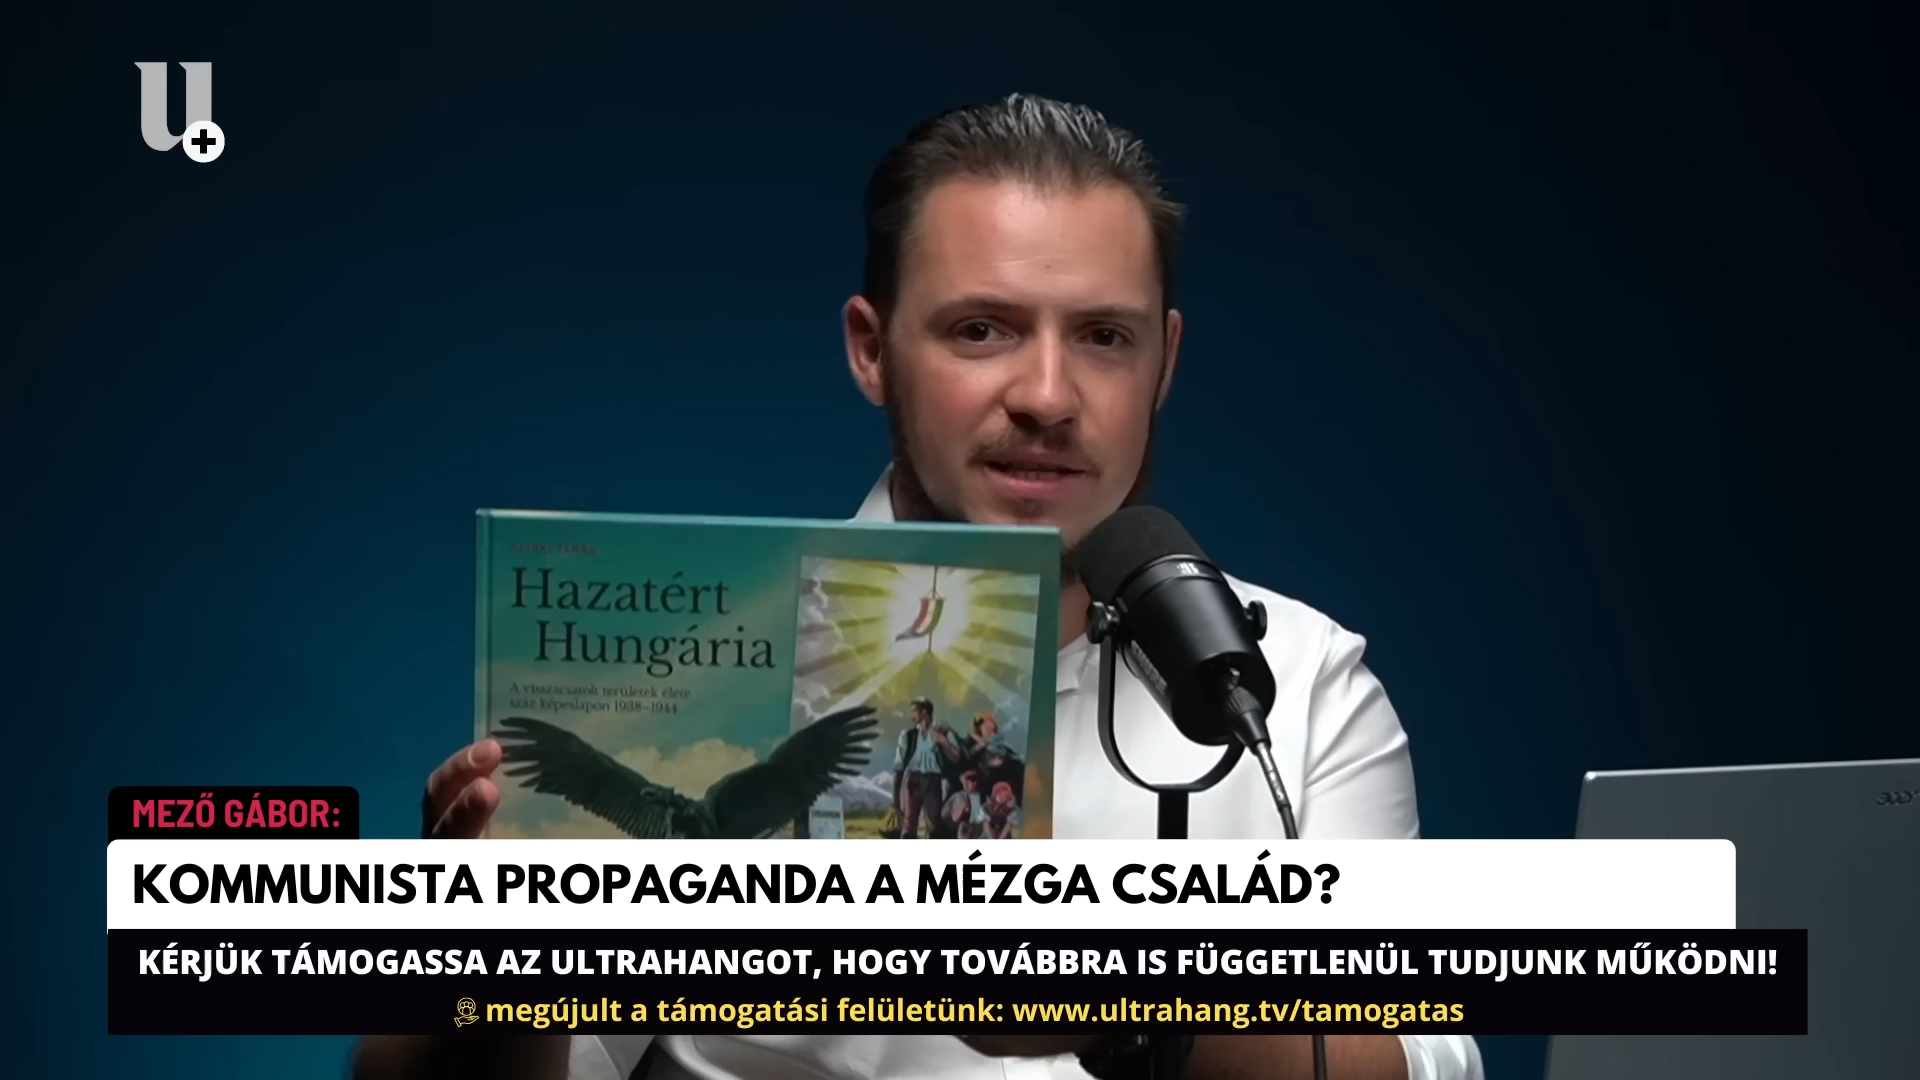 u+
Hazatért
Hungária
A visszacsatolt területek élete
száz képeslapon 1938–1944
acer
MEZŐ GÁBOR:
KOMMUNISTA PROPAGANDA A MÉZGA CSALÁD?
KÉRJÜK TÁMOGASSA AZ ULTRAHANGOT, HOGY TOVÁBBRA IS FÜGGETLENÜL TUDJUNK MŰKÖDNI!
megújult a támogatási felületünk: www.ultrahang.tv/tamogatas